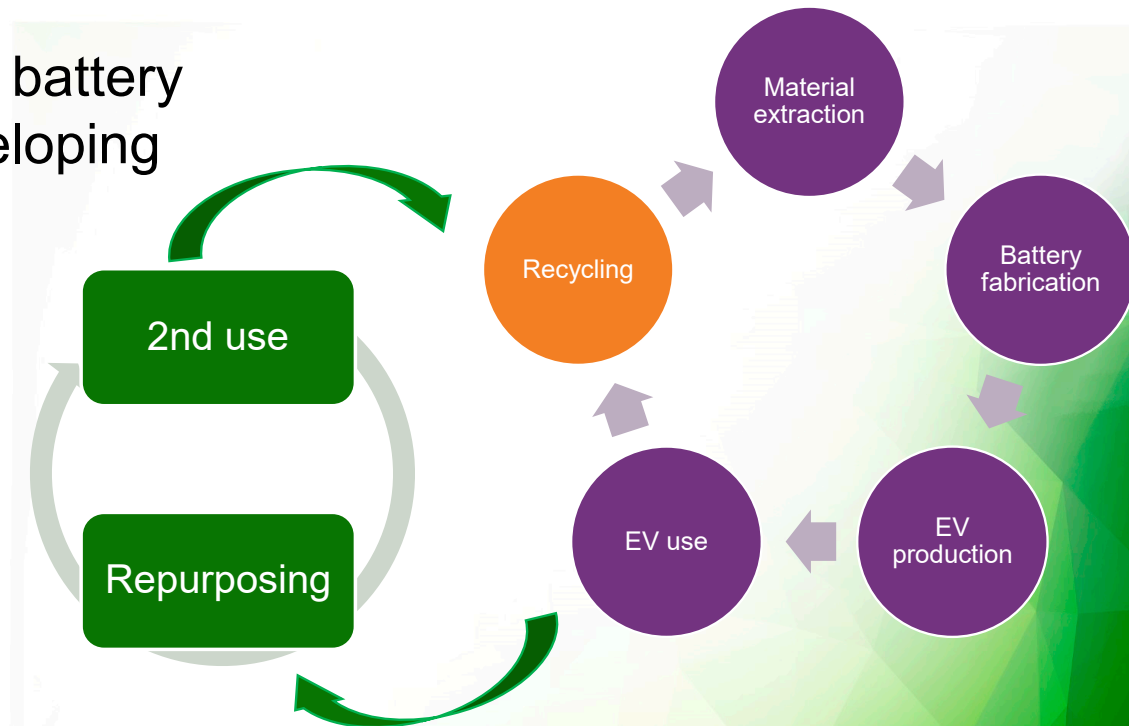 battery
eloping
Material
extraction
Recycling
Battery
fabrication
2nd use
EV use
EV
production
Repurposing